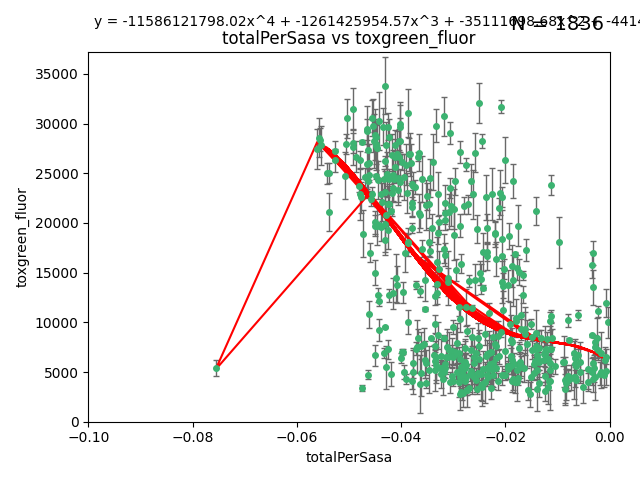 y = -11586121798.02x^4 + -1261425954.57x^3 + -35111698.68x^2 + -4414
N = 1836
totalPerSasa vs toxgreen_fluor
35000
30000
25000
20000
15000
10000
5000
0
toxgreen_fluor
−0.10 −0.08 −0.06 −0.04 −0.02 0.00
totalPerSasa